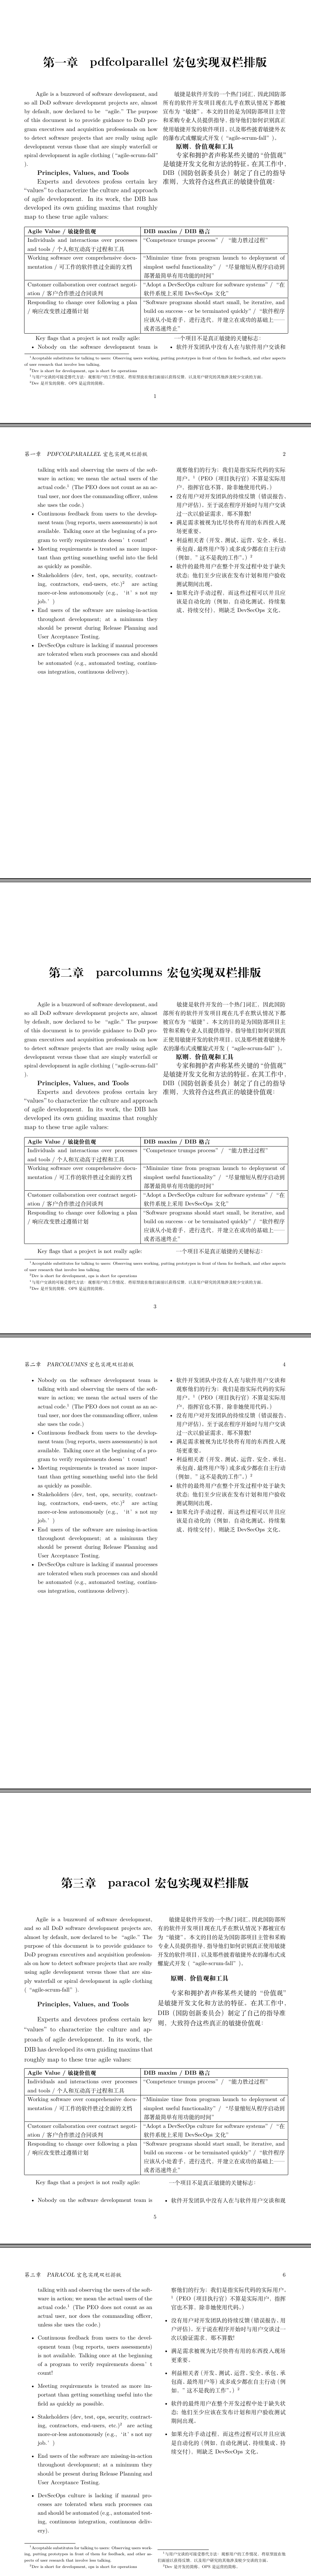 第一章 pdfcolparallel 宏包实现双栏排版
Agile is a buzzword of software development, and
so all DoD software development projects are, almost
by default, now declared to be “agile.” The purpose
of this document is to provide guidance to DoD pro-
gram executives and acquisition professionals on how
to detect software projects that are really using agile
development versus those that are simply waterfall or
spiral development in agile clothing (“agile-scrum-fall”
).
Principles, Values, and Tools
Experts and devotees profess certain key
“values” to characterize the culture and approach
of agile development. In its work, the DIB has
developed its own guiding maxims that roughly
map to these true agile values:
敏捷是软件开发的一个热门词汇，因此国防部
所有的软件开发项目现在几乎在默认情况下都被
宣布为“敏捷”。本文的目的是为国防部项目主管
和采购专业人员提供指导，指导他们如何识别真正
使用敏捷开发的软件项目，以及那些披着敏捷外衣
的瀑布式或螺旋式开发（“agile-scrum-fall”）。
原则、价值观和工具
专家和拥护者声称某些关键的“价值观”
是敏捷开发文化和方法的特征。在其工作中，
DIB（国防创新委员会）制定了自己的指导
准则，大致符合这些真正的敏捷价值观：
Agile Value / 敏捷价值观
DIB maxim / DIB 格言
Individuals and interactions over processes
and tools / 个人和互动高于过程和工具
“Competence trumps process” / “能力胜过过程”
Working software over comprehensive docu-
mentation / 可工作的软件胜过全面的文档
“Minimize time from program launch to deployment of
simplest useful functionality” / “尽量缩短从程序启动到
部署最简单有用功能的时间”
Customer collaboration over contract negoti-
ation / 客户合作胜过合同谈判
“Adopt a DevSecOps culture for software systems” / “在
软件系统上采用 DevSecOps 文化”
Responding to change over following a plan
/ 响应改变胜过遵循计划
“Software programs should start small, be iterative, and
build on success - or be terminated quickly” / “软件程序
应该从小处着手，进行迭代，并建立在成功的基础上——
或者迅速终止”
Key flags that a project is not really agile:
• Nobody on the software development team is
一个项目不是真正敏捷的关键标志：
• 软件开发团队中没有人在与软件用户交谈和
1Acceptable substitutes for talking to users: Observing users working, putting prototypes in front of them for feedback, and other aspects
of user research that involve less talking.
2Dev is short for development, ops is short for operations
1与用户交谈的可接受替代方法：观察用户的工作情况，将原型放在他们面前以获得反馈，以及用户研究的其他涉及较少交谈的方面。
2Dev 是开发的简称，OPS 是运营的简称。
1
第一章 PDFCOLPARALLEL 宏包实现双栏排版
2
talking with and observing the users of the soft-
ware in action; we mean the actual users of the
actual code.1 (The PEO does not count as an ac-
tual user, nor does the commanding officer, unless
she uses the code.)
• Continuous feedback from users to the develop-
ment team (bug reports, users assessments) is not
available. Talking once at the beginning of a pro-
gram to verify requirements doesn’t count!
• Meeting requirements is treated as more impor-
tant than getting something useful into the field
as quickly as possible.
• Stakeholders (dev, test, ops, security, contract-
ing, contractors, end-users, etc.)2 are acting
more-or-less autonomously (e.g., ‘it’s not my
job.’)
• End users of the software are missing-in-action
throughout development; at a minimum they
should be present during Release Planning and
User Acceptance Testing.
• DevSecOps culture is lacking if manual processes
are tolerated when such processes can and should
be automated (e.g., automated testing, continu-
ous integration, continuous delivery).
观察他们的行为；我们是指实际代码的实际
用户。1（PEO（项目执行官）不算是实际用
户，指挥官也不算，除非她使用代码。）
• 没有用户对开发团队的持续反馈（错误报告、
用户评估）。至于说在程序开始时与用户交谈
过一次以验证需求，那不算数！
• 满足需求被视为比尽快将有用的东西投入现
场更重要。
• 利益相关者（开发、测试、运营、安全、承包、
承包商、最终用户等）或多或少都在自主行动
（例如，“这不是我的工作”。）2
• 软件的最终用户在整个开发过程中处于缺失
状态；他们至少应该在发布计划和用户验收
测试期间出现。
• 如果允许手动过程，而这些过程可以并且应
该是自动化的（例如，自动化测试、持续集
成、持续交付），则缺乏 DevSecOps 文化。
第二章 parcolumns 宏包实现双栏排版
Agile is a buzzword of software development, and
so all DoD software development projects are, almost
by default, now declared to be “agile.” The purpose
of this document is to provide guidance to DoD pro-
gram executives and acquisition professionals on how
to detect software projects that are really using agile
development versus those that are simply waterfall or
spiral development in agile clothing (“agile-scrum-fall”
).
Principles, Values, and Tools
Experts and devotees profess certain key
“values” to characterize the culture and approach
of agile development. In its work, the DIB has
developed its own guiding maxims that roughly
map to these true agile values:
敏捷是软件开发的一个热门词汇，因此国防
部所有的软件开发项目现在几乎在默认情况下都
被宣布为“敏捷”。本文的目的是为国防部项目主
管和采购专业人员提供指导，指导他们如何识别真
正使用敏捷开发的软件项目，以及那些披着敏捷外
衣的瀑布式或螺旋式开发（“agile-scrum-fall”）。
原则、价值观和工具
专家和拥护者声称某些关键的“价值观”
是敏捷开发文化和方法的特征。在其工作中，
DIB（国防创新委员会）制定了自己的指导
准则，大致符合这些真正的敏捷价值观：
Agile Value / 敏捷价值观
DIB maxim / DIB 格言
Individuals and interactions over processes
and tools / 个人和互动高于过程和工具
“Competence trumps process” / “能力胜过过程”
Working software over comprehensive docu-
mentation / 可工作的软件胜过全面的文档
“Minimize time from program launch to deployment of
simplest useful functionality” / “尽量缩短从程序启动到
部署最简单有用功能的时间”
Customer collaboration over contract negoti-
ation / 客户合作胜过合同谈判
“Adopt a DevSecOps culture for software systems” / “在
软件系统上采用 DevSecOps 文化”
Responding to change over following a plan
/ 响应改变胜过遵循计划
“Software programs should start small, be iterative, and
build on success - or be terminated quickly” / “软件程序
应该从小处着手，进行迭代，并建立在成功的基础上——
或者迅速终止”
Key flags that a project is not really agile:
一个项目不是真正敏捷的关键标志：
1Acceptable substitutes for talking to users: Observing users working, putting prototypes in front of them for feedback, and other aspects
of user research that involve less talking.
2Dev is short for development, ops is short for operations
3与用户交谈的可接受替代方法：观察用户的工作情况，将原型放在他们面前以获得反馈，以及用户研究的其他涉及较少交谈的方面。
4Dev 是开发的简称，OPS 是运营的简称。
3
第二章 PARCOLUMNS 宏包实现双栏排版
4
• Nobody on the software development team is
talking with and observing the users of the soft-
ware in action; we mean the actual users of the
actual code.1 (The PEO does not count as an ac-
tual user, nor does the commanding officer, unless
she uses the code.)
• Continuous feedback from users to the develop-
ment team (bug reports, users assessments) is not
available. Talking once at the beginning of a pro-
gram to verify requirements doesn’t count!
• Meeting requirements is treated as more impor-
tant than getting something useful into the field
as quickly as possible.
• Stakeholders (dev, test, ops, security, contract-
ing, contractors, end-users, etc.)2 are acting
more-or-less autonomously (e.g., ‘it’s not my
job.’)
• End users of the software are missing-in-action
throughout development; at a minimum they
should be present during Release Planning and
User Acceptance Testing.
• DevSecOps culture is lacking if manual processes
are tolerated when such processes can and should
be automated (e.g., automated testing, continu-
ous integration, continuous delivery).
• 软件开发团队中没有人在与软件用户交谈和
观察他们的行为；我们是指实际代码的实际
用户。1（PEO（项目执行官）不算是实际用
户，指挥官也不算，除非她使用代码。）
• 没有用户对开发团队的持续反馈（错误报告、
用户评估）。至于说在程序开始时与用户交谈
过一次以验证需求，那不算数！
• 满足需求被视为比尽快将有用的东西投入现
场更重要。
• 利益相关者（开发、测试、运营、安全、承包、
承包商、最终用户等）或多或少都在自主行动
（例如，“这不是我的工作”。）2
• 软件的最终用户在整个开发过程中处于缺失
状态；他们至少应该在发布计划和用户验收
测试期间出现。
• 如果允许手动过程，而这些过程可以并且应
该是自动化的（例如，自动化测试、持续集
成、持续交付），则缺乏 DevSecOps 文化。
第三章 paracol 宏包实现双栏排版
Agile is a buzzword of software development,
and so all DoD software development projects are,
almost by default, now declared to be “agile.” The
purpose of this document is to provide guidance to
DoD program executives and acquisition profession-
als on how to detect software projects that are really
using agile development versus those that are sim-
ply waterfall or spiral development in agile clothing
(“agile-scrum-fall”).
Principles, Values, and Tools
Experts and devotees profess certain key
“values” to characterize the culture and ap-
proach of agile development. In its work, the
DIB has developed its own guiding maxims that
roughly map to these true agile values:
敏捷是软件开发的一个热门词汇，因此国防部所
有的软件开发项目现在几乎在默认情况下都被宣布
为“敏捷”。本文的目的是为国防部项目主管和采购
专业人员提供指导，指导他们如何识别真正使用敏捷
开发的软件项目，以及那些披着敏捷外衣的瀑布式或
螺旋式开发（“agile-scrum-fall”）。
原则、价值观和工具
专家和拥护者声称某些关键的“价值观”
是敏捷开发文化和方法的特征。在其工作中，
DIB（国防创新委员会）制定了自己的指导准
则，大致符合这些真正的敏捷价值观：
Agile Value / 敏捷价值观
DIB maxim / DIB 格言
Individuals and interactions over processes
and tools / 个人和互动高于过程和工具
“Competence trumps process” / “能力胜过过程”
Working software over comprehensive docu-
mentation / 可工作的软件胜过全面的文档
“Minimize time from program launch to deployment of
simplest useful functionality” / “尽量缩短从程序启动到
部署最简单有用功能的时间”
Customer collaboration over contract negoti-
ation / 客户合作胜过合同谈判
“Adopt a DevSecOps culture for software systems” / “在
软件系统上采用 DevSecOps 文化”
Responding to change over following a plan
/ 响应改变胜过遵循计划
“Software programs should start small, be iterative, and
build on success - or be terminated quickly” / “软件程序
应该从小处着手，进行迭代，并建立在成功的基础上——
或者迅速终止”
Key flags that a project is not really agile:
• Nobody on the software development team is
一个项目不是真正敏捷的关键标志：
• 软件开发团队中没有人在与软件用户交谈和观
5
第三章 PARACOL 宏包实现双栏排版
6
talking with and observing the users of the soft-
ware in action; we mean the actual users of the
actual code.1 (The PEO does not count as an
actual user, nor does the commanding officer,
unless she uses the code.)
• Continuous feedback from users to the devel-
opment team (bug reports, users assessments)
is not available. Talking once at the beginning
of a program to verify requirements doesn’t
count!
• Meeting requirements is treated as more im-
portant than getting something useful into the
field as quickly as possible.
• Stakeholders (dev, test, ops, security, contract-
ing, contractors, end-users, etc.)2 are acting
more-or-less autonomously (e.g., ‘it’s not my
job.’)
• End users of the software are missing-in-action
throughout development; at a minimum they
should be present during Release Planning and
User Acceptance Testing.
• DevSecOps culture is lacking if manual pro-
cesses are tolerated when such processes can
and should be automated (e.g., automated test-
ing, continuous integration, continuous deliv-
ery).
察他们的行为；我们是指实际代码的实际用户。
1（PEO（项目执行官）不算是实际用户，指挥
官也不算，除非她使用代码。）
• 没有用户对开发团队的持续反馈（错误报告、用
户评估）。至于说在程序开始时与用户交谈过一
次以验证需求，那不算数！
• 满足需求被视为比尽快将有用的东西投入现场
更重要。
• 利益相关者（开发、测试、运营、安全、承包、承
包商、最终用户等）或多或少都在自主行动（例
如，“这不是我的工作”。）2
• 软件的最终用户在整个开发过程中处于缺失状
态；他们至少应该在发布计划和用户验收测试
期间出现。
• 如果允许手动过程，而这些过程可以并且应该
是自动化的（例如，自动化测试、持续集成、持
续交付），则缺乏 DevSecOps 文化。
1Acceptable substitutes for talking to users: Observing users work-
ing, putting prototypes in front of them for feedback, and other as-
pects of user research that involve less talking.
2Dev is short for development, ops is short for operations
1与用户交谈的可接受替代方法：观察用户的工作情况，将原型放在他
们面前以获得反馈，以及用户研究的其他涉及较少交谈的方面。
2Dev 是开发的简称，OPS 是运营的简称。